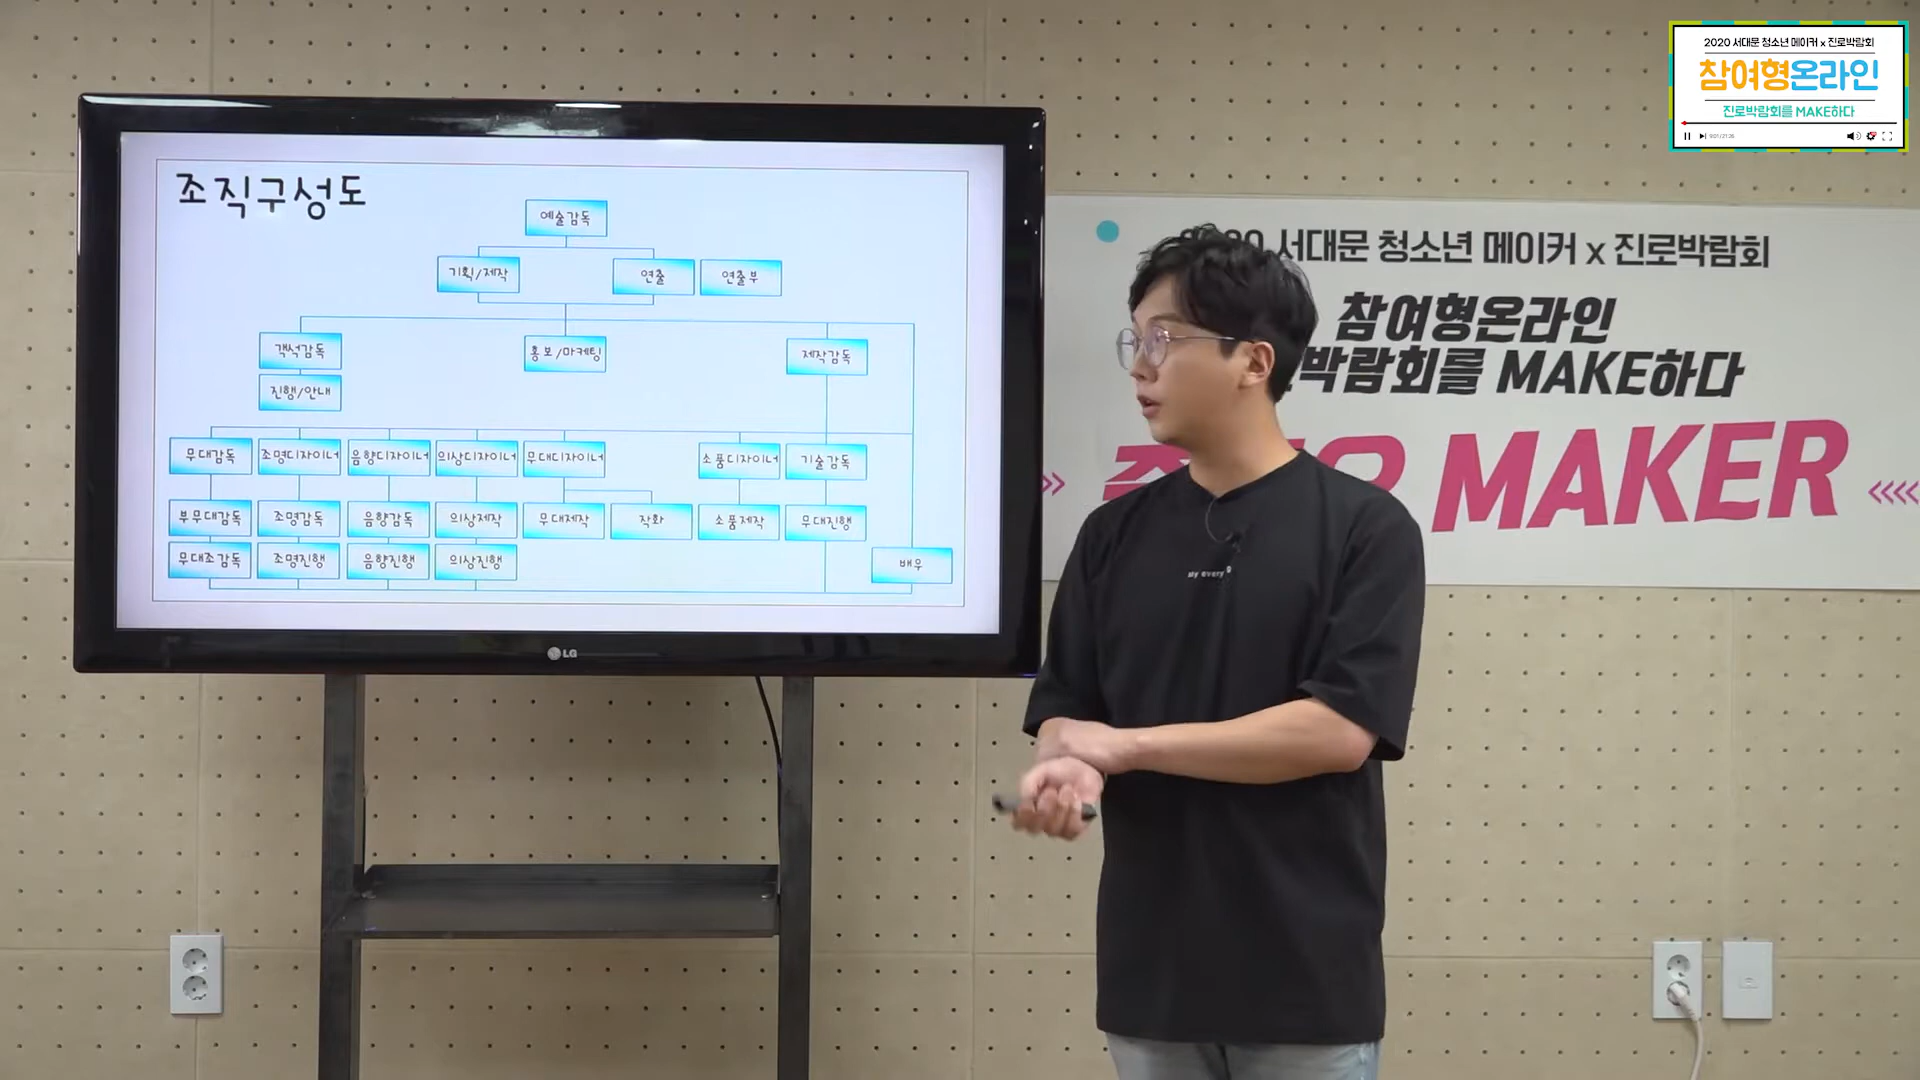 2020 서대문 청소년 메이커 x 진로박람회
참여형온라인
진로박람회를 MAKE하다
조직구성도
예술감독
기획/제작 연출 연출부
객석감독 홍보/마케팅 제작감독
진행/안내
무대감독 조명디자이너 음향디자이너 의상디자이너 무대디자이너 소품디자이너 기술감독
부무대감독 조명감독 음향감독 의상제작 무대제작 작화 소품제작 무대진행
무대조감독 조명진행 음향진행 의상진행 배우
LG
서대문 청소년 메이커 x 진로박람회
참여형온라인
박람회를 MAKE하다
MAKER
My every